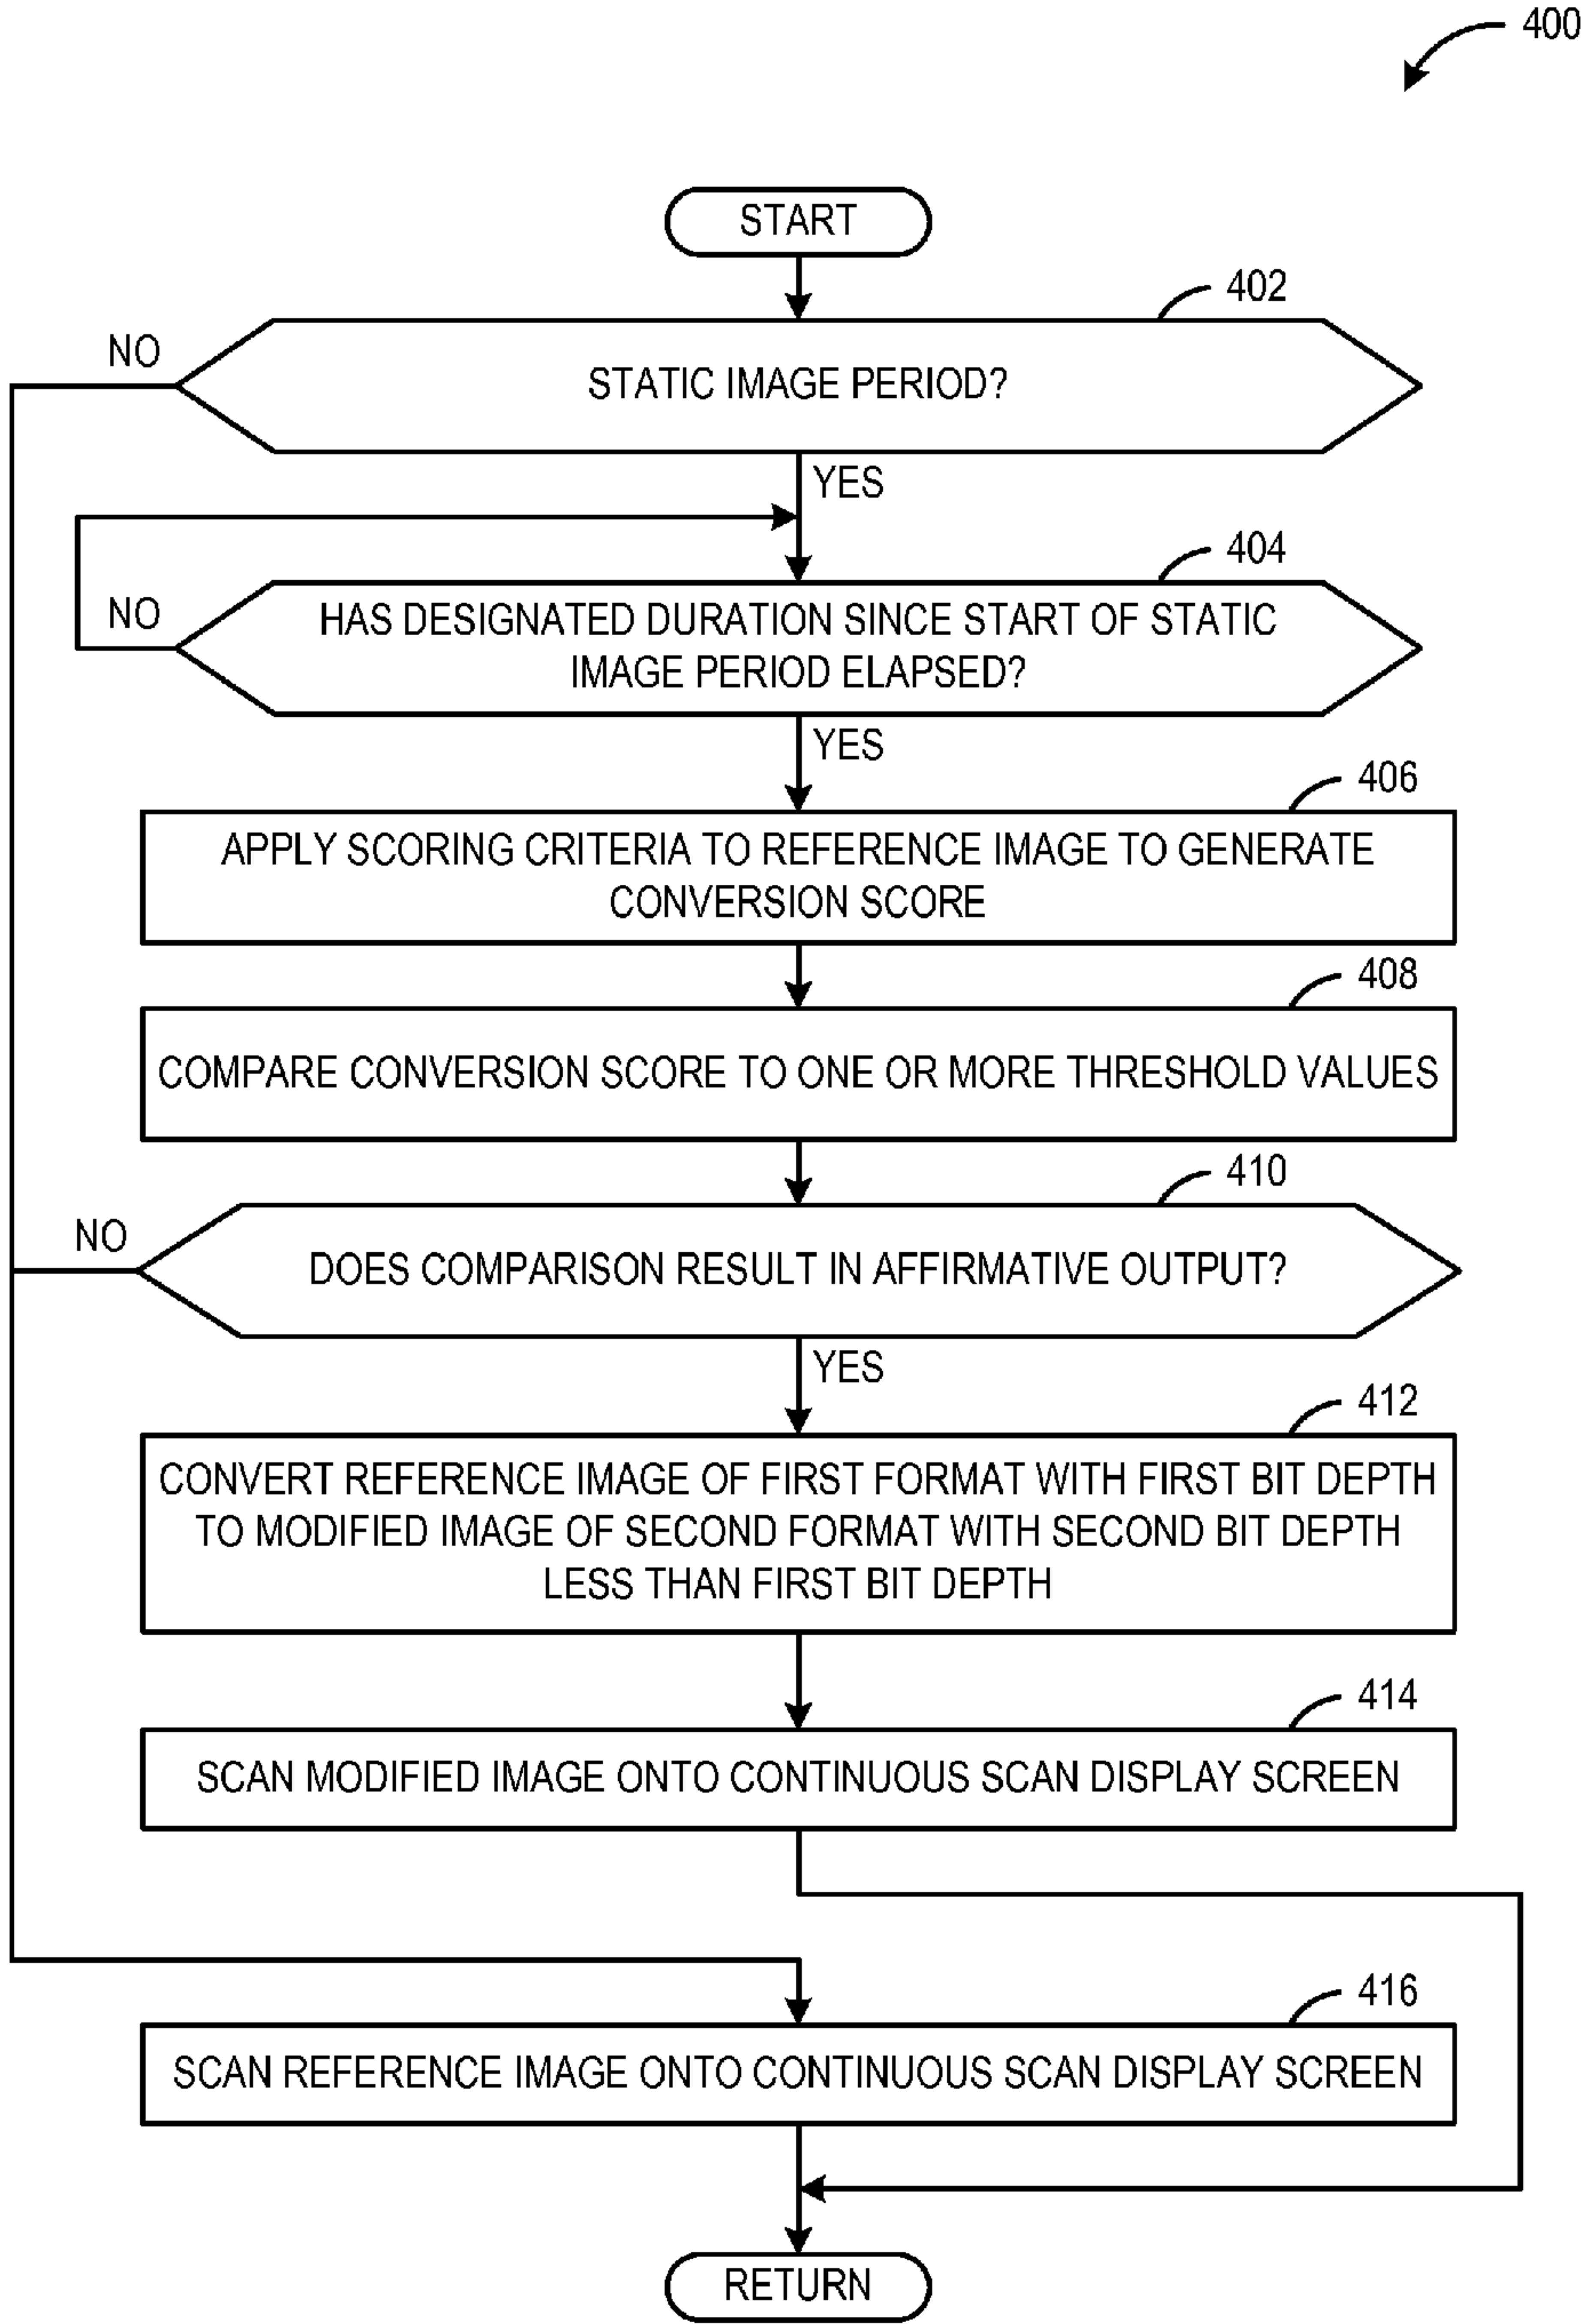 400
START
402
NO
STATIC IMAGE PERIOD?
YES
404
NO
HAS DESIGNATED DURATION SINCE START OF STATIC
IMAGE PERIOD ELAPSED?
YES
406
APPLY SCORING CRITERIA TO REFERENCE IMAGE TO GENERATE
CONVERSION SCORE
408
COMPARE CONVERSION SCORE TO ONE OR MORE THRESHOLD VALUES
410
NO
DOES COMPARISON RESULT IN AFFIRMATIVE OUTPUT?
YES
412
CONVERT REFERENCE IMAGE OF FIRST FORMAT WITH FIRST BIT DEPTH
TO MODIFIED IMAGE OF SECOND FORMAT WITH SECOND BIT DEPTH
LESS THAN FIRST BIT DEPTH
414
SCAN MODIFIED IMAGE ONTO CONTINUOUS SCAN DISPLAY SCREEN
416
SCAN REFERENCE IMAGE ONTO CONTINUOUS SCAN DISPLAY SCREEN
RETURN